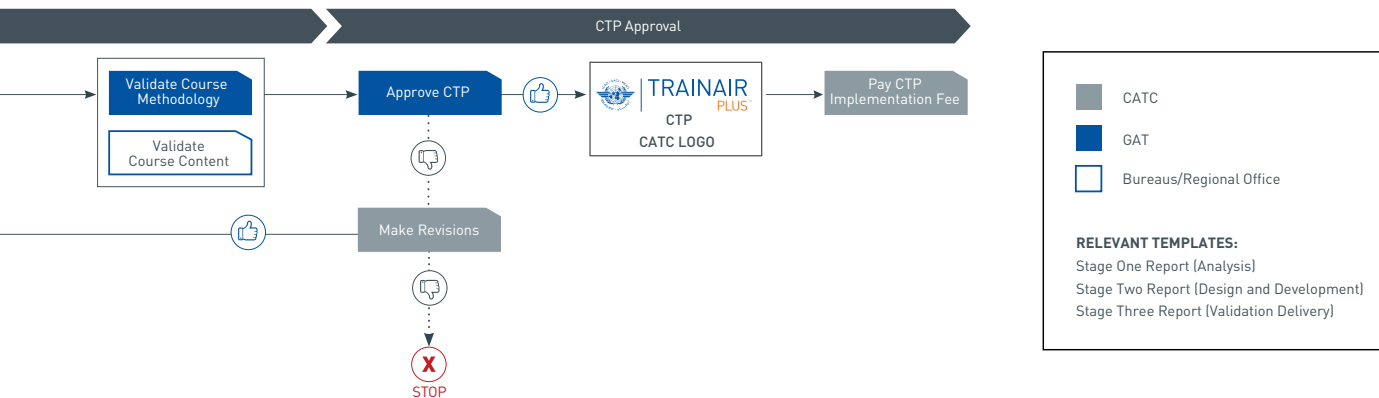 CTP Approval
Validate Course
Methodology
Validate
Course Content
Approve CTP
TRAINAIR
PLUS
CTP
CATC LOGO
Pay CTP
Implementation Fee
Make Revisions
X
STOP
CATC
GAT
Bureaus/Regional Office
RELEVANT TEMPLATES:
Stage One Report (Analysis)
Stage Two Report (Design and Development)
Stage Three Report (Validation Delivery)